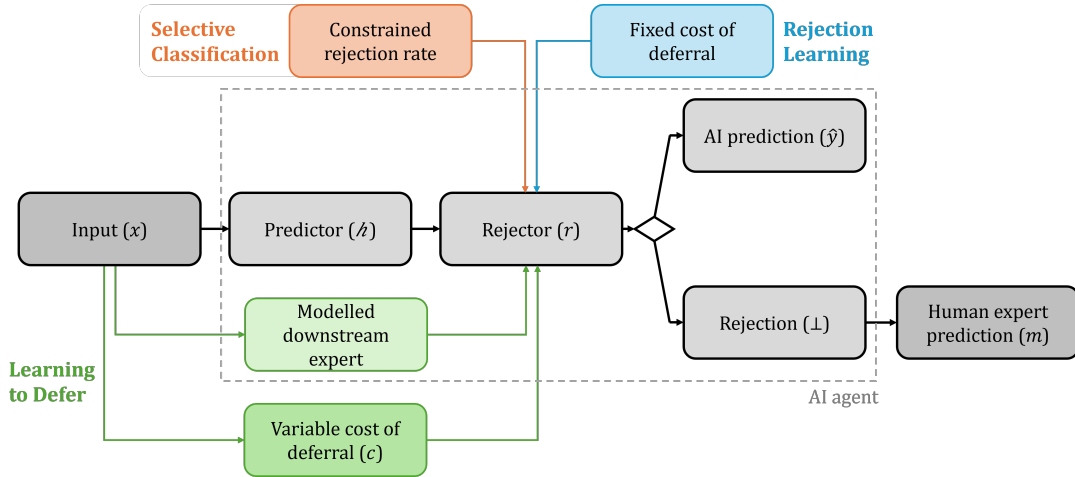 Selective
Classification
Constrained
rejection rate
Fixed cost of
deferral
Rejection
Learning
AI prediction (ŷ)
Input (x)
Predictor (ℎ)
Rejector (r)
Modelled
downstream
expert
Rejection (⊥)
Human expert
prediction (m)
Learning
to Defer
AI agent
Variable cost of
deferral (c)